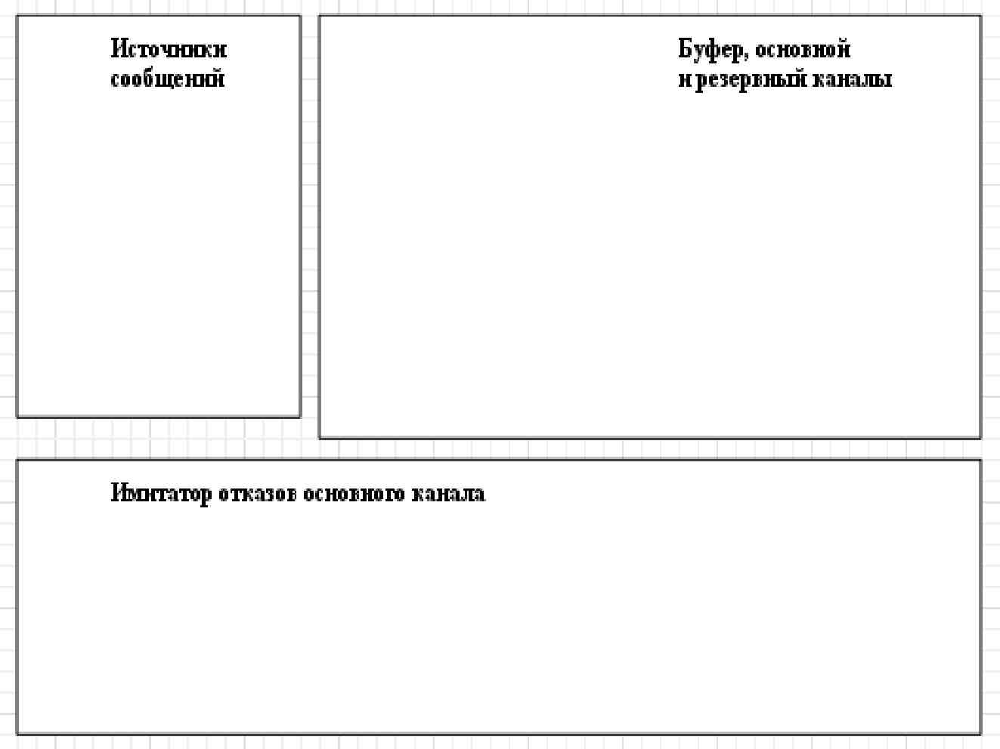 Источники
сообщений
Буфер, основной
и резервный каналы
Имитатор отказов основного канала